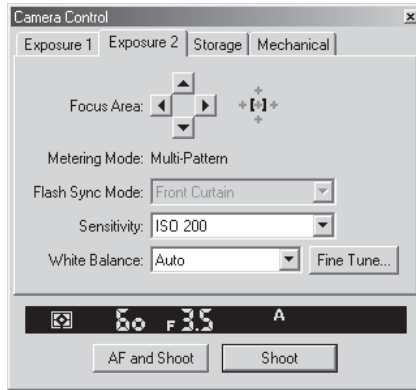 Camera Control
Exposure 1 Exposure 2 Storage Mechanical
Focus Area:
Metering Mode: Multi-Pattern
Flash Sync Mode: Front Curtain
Sensitivity: ISO 200
White Balance: Auto Fine Tune...
60 F3.5 A
AF and Shoot Shoot